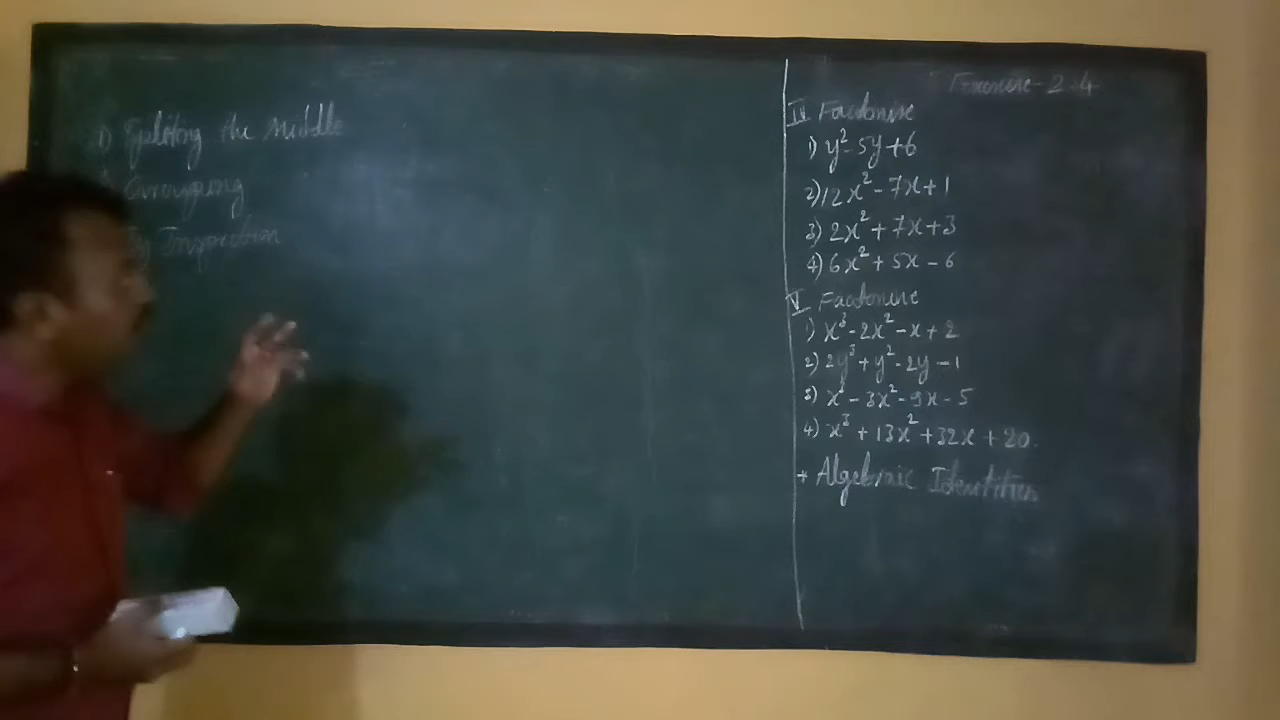 1) Spliting the Middle
Grouping
By Inspection
Exercise-2.4
IV Factorise
1) y²-5y+6
2) 12x²-7x+1
3) 2x²+7x+3
4) 6x²+5x-6
V Factorise
1) x³-2x²-x+2
2) 2y³+y²-2y-1
3) x³-3x²-9x-5
4) x³+13x²+32x+20.
* Algebraic Identities